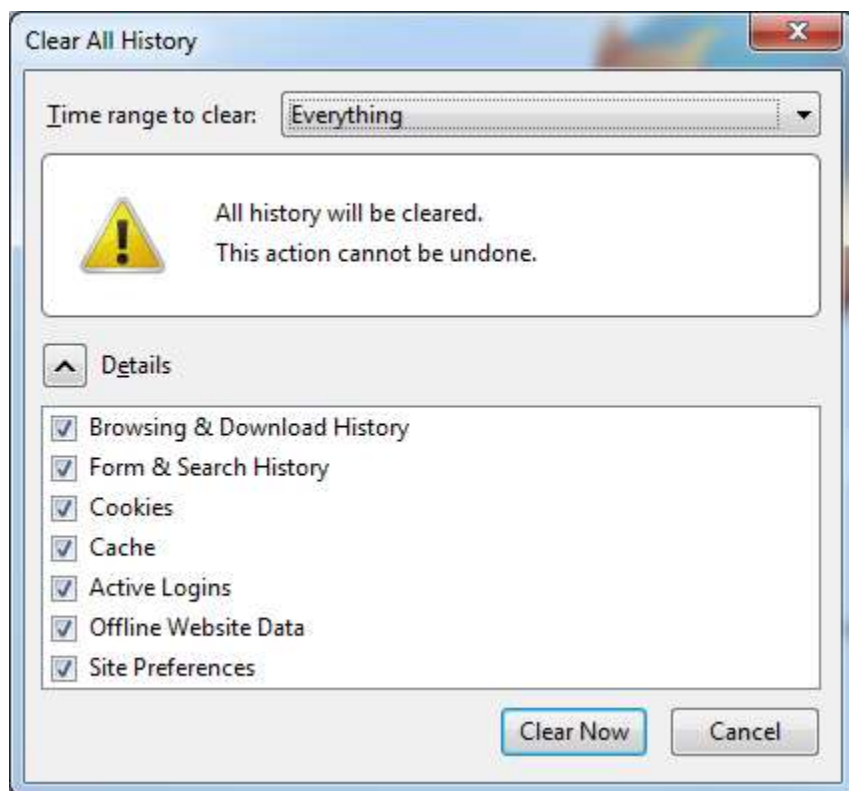 Clear All History
Time range to clear: Everything
All history will be cleared.
This action cannot be undone.
Details
Browsing & Download History
Form & Search History
Cookies
Cache
Active Logins
Offline Website Data
Site Preferences
Clear Now Cancel